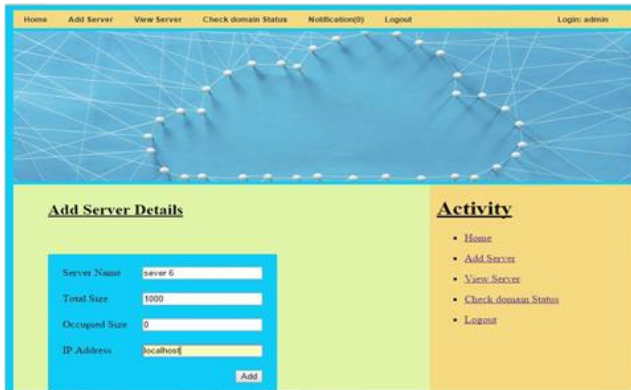 Home Add Server View Server Check domain Status Notification(0) Logout Login: admin
Add Server Details
Server Name sever 6
Total Size 1000
Occupied Size 0
IP Address localhost
Add
Activity
Home
Add Server
View Server
Check domain Status
Logout